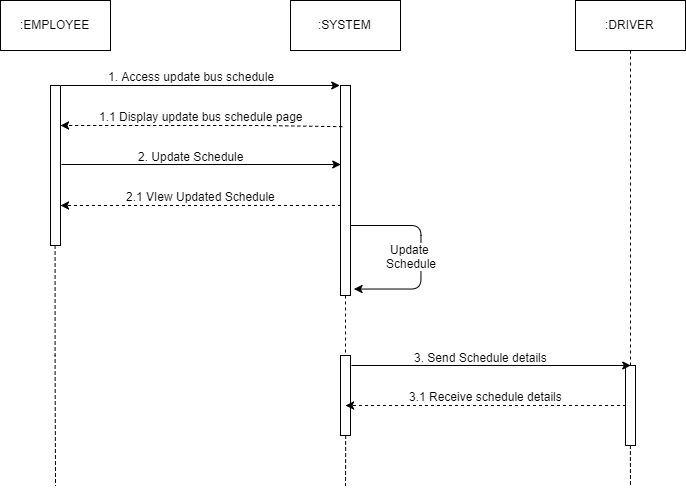 :EMPLOYEE
:SYSTEM
:DRIVER
1. Access update bus schedule
1.1 Display update bus schedule page
2. Update Schedule
2.1 VIew Updated Schedule
Update
Schedule
3. Send Schedule details
3.1 Receive schedule details